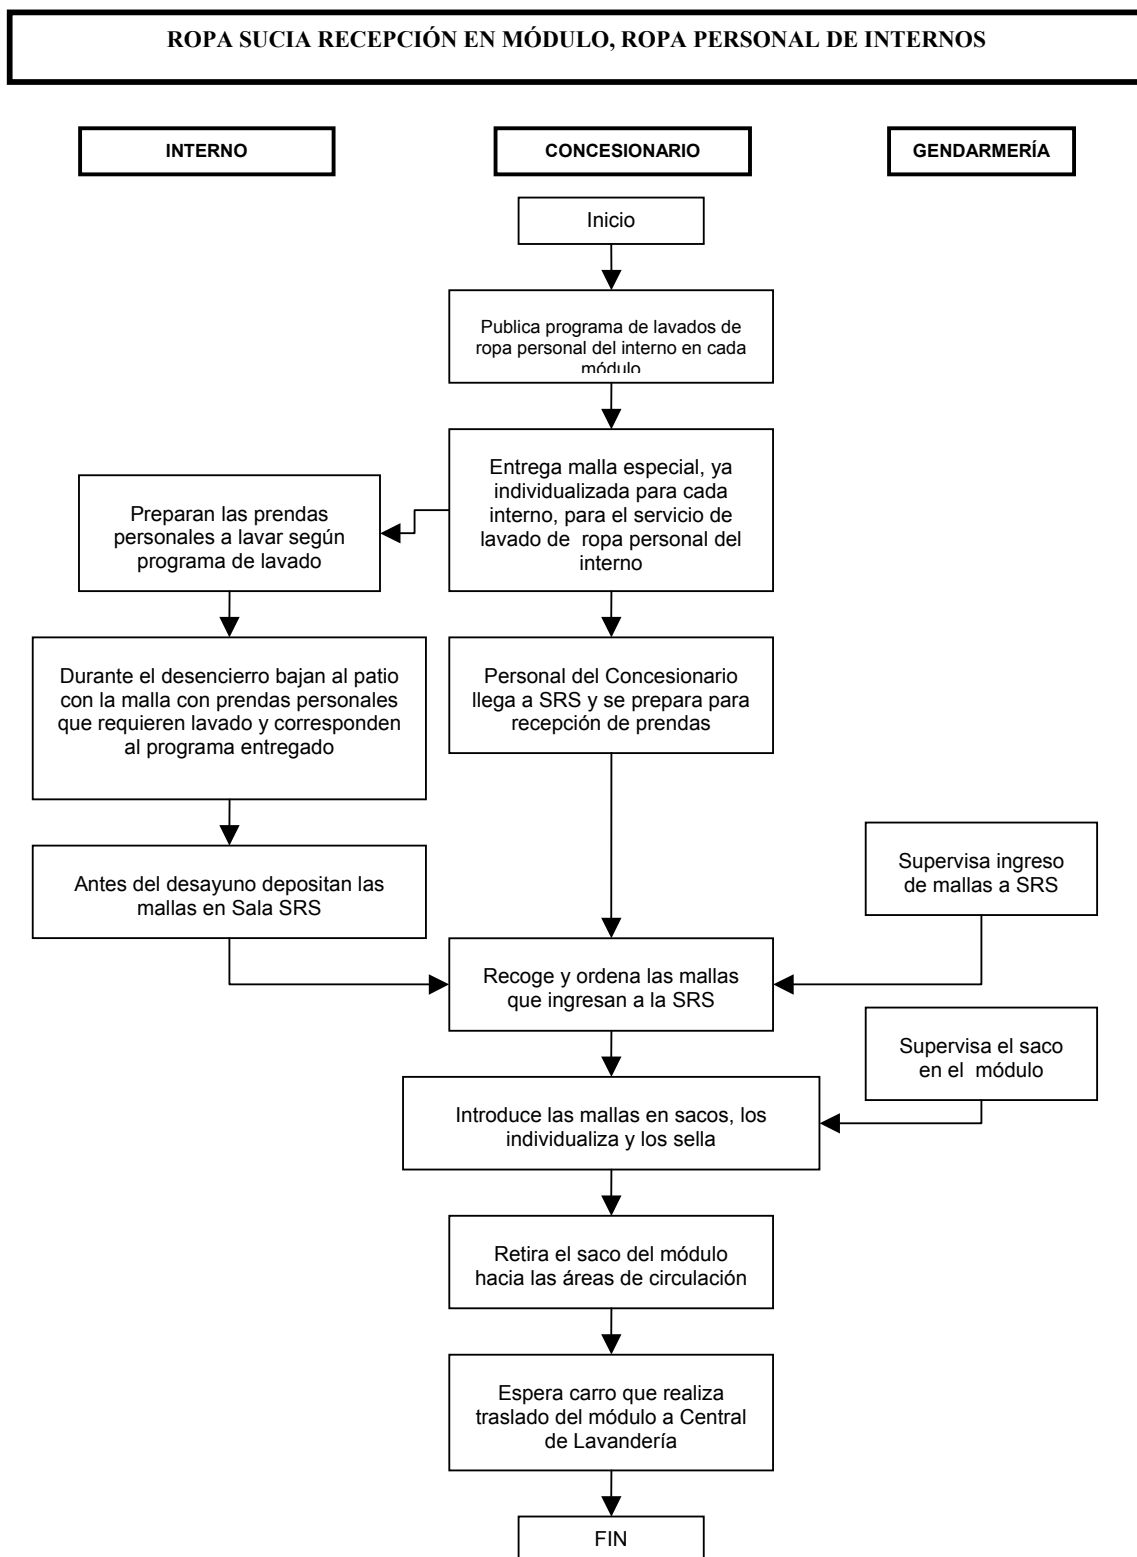 ROPA SUCIA RECEPCIÓN EN MÓDULO, ROPA PERSONAL DE INTERNOS
INTERNO
CONCESIONARIO
GENDARMERÍA
Inicio
Publica programa de lavados de
ropa personal del interno en cada
módulo
Entrega malla especial, ya
individualizada para cada
interno, para el servicio de
lavado de ropa personal del
interno
Preparan las prendas
personales a lavar según
programa de lavado
Durante el desencierro bajan al patio
con la malla con prendas personales
que requieren lavado y corresponden
al programa entregado
Personal del Concesionario
llega a SRS y se prepara para
recepción de prendas
Antes del desayuno depositan las
mallas en Sala SRS
Supervisa ingreso
de mallas a SRS
Recoge y ordena las mallas
que ingresan a la SRS
Supervisa el saco
en el módulo
Introduce las mallas en sacos, los
individualiza y los sella
Retira el saco del módulo
hacia las áreas de circulación
Espera carro que realiza
traslado del módulo a Central
de Lavandería
FIN